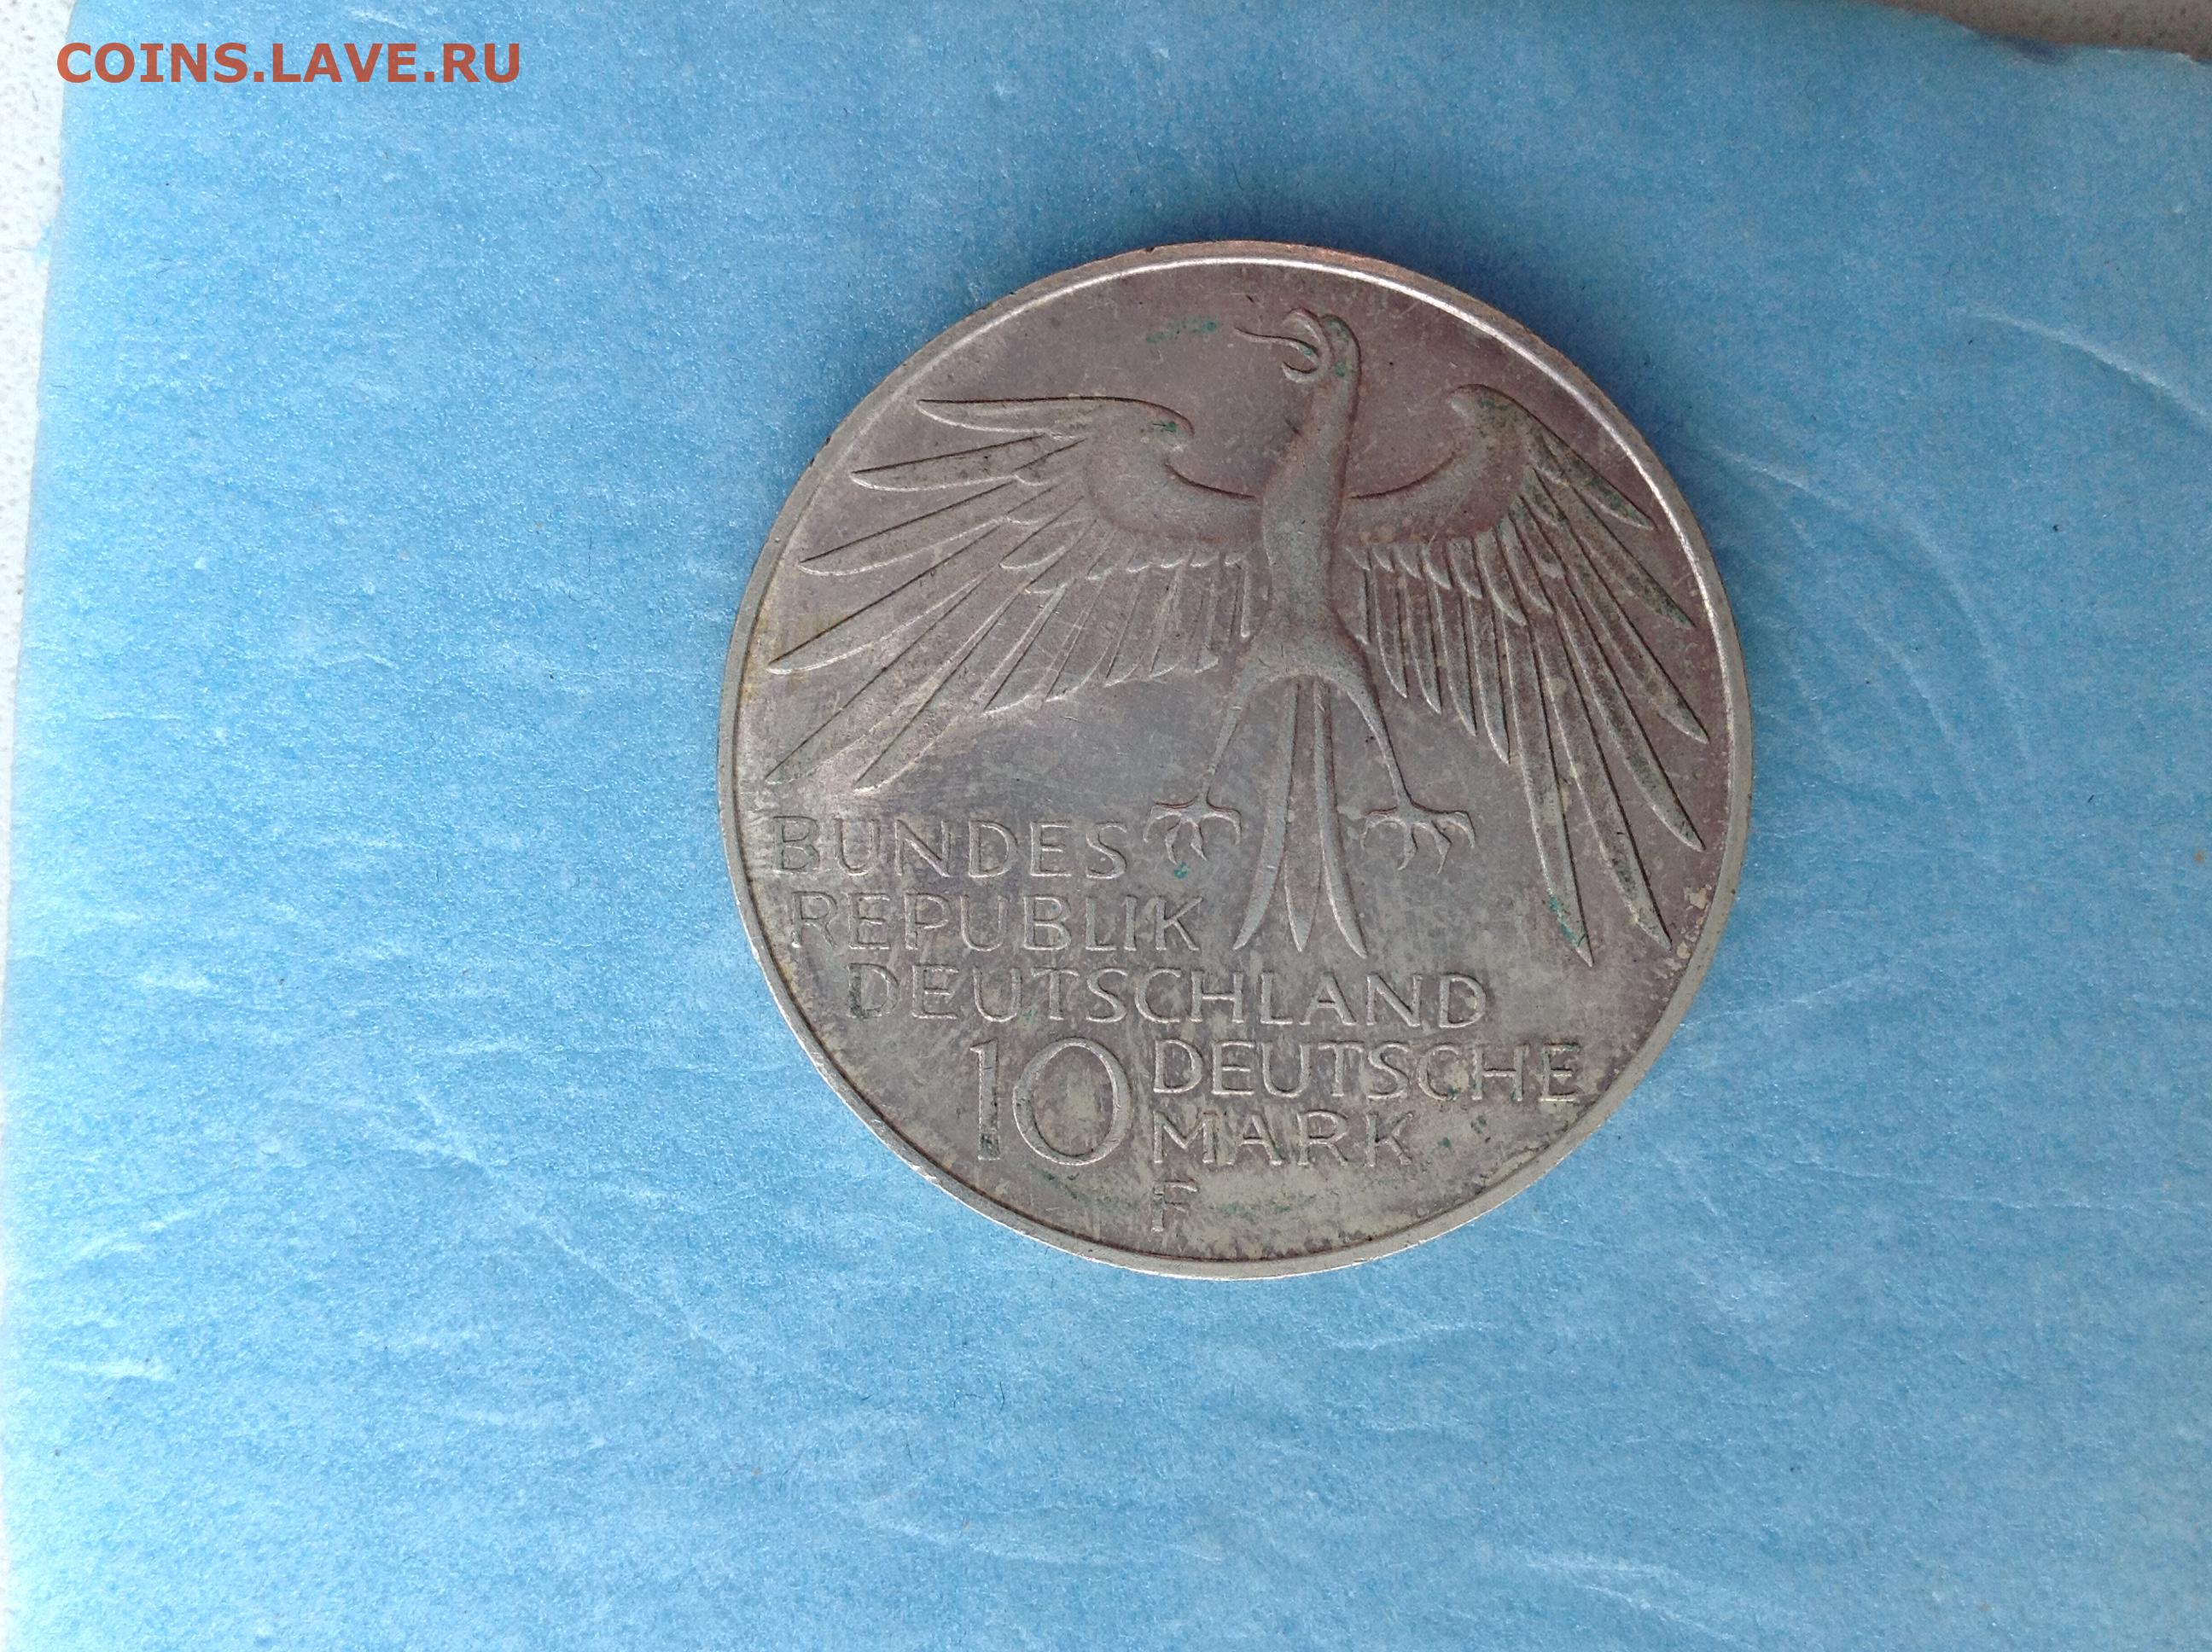 COINS.LAVE.RU
BUNDES
REPUBLIK
DEUTSCHLAND
10 DEUTSCHE
MARK
F